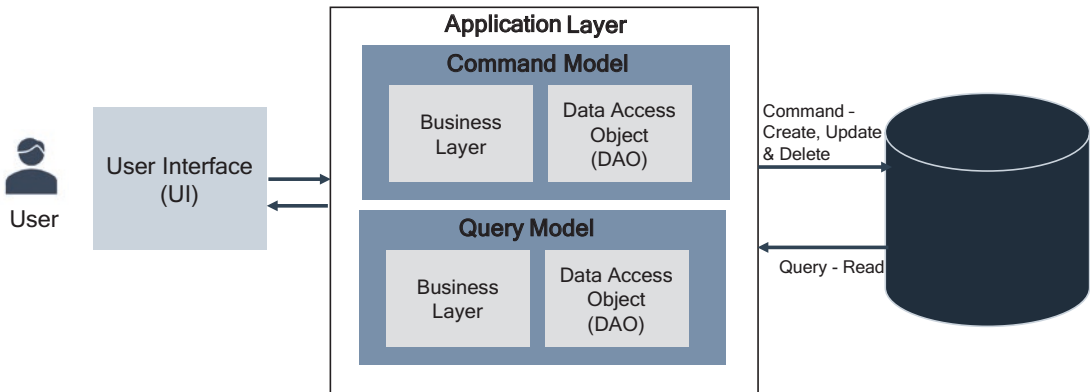 Application Layer
Command Model
Business
Layer
Data Access
Object
(DAO)
Command -
Create, Update
& Delete
User Interface
(UI)
User
Query Model
Business
Layer
Data Access
Object
(DAO)
Query - Read